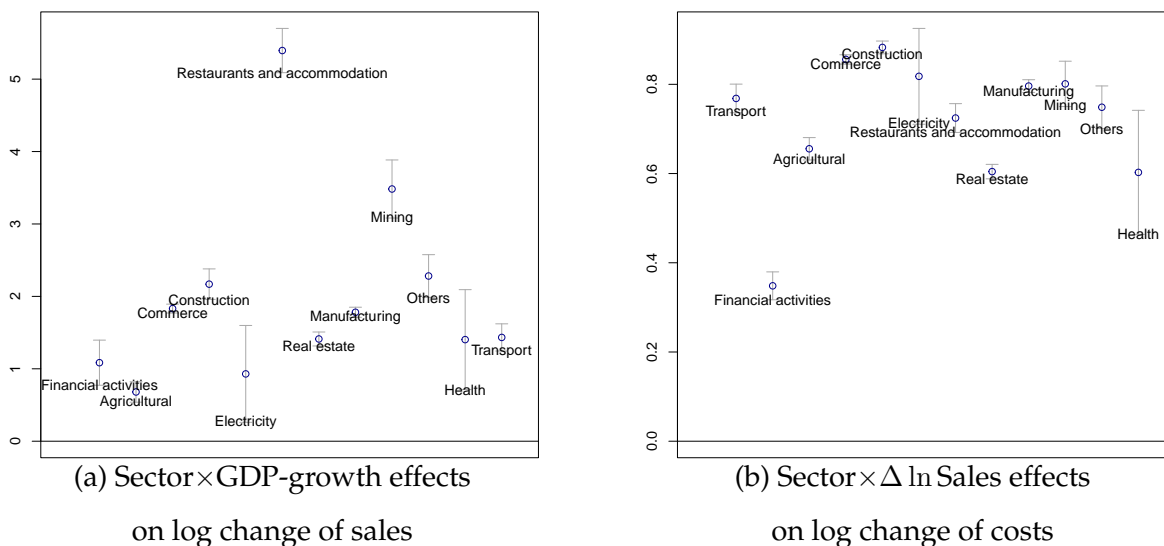 5
4
3
2
1
0
Restaurants and accommodation
Mining
Construction
Commerce
Others
Manufacturing
Real estate
Transport
Financial activities
Agricultural
Health
Electricity
(a) Sector×GDP-growth effects
on log change of sales
0.8
0.6
0.4
0.2
0.0
Construction
Commerce
Manufacturing
Transport
Mining
Electricity
Others
Restaurants and accommodation
Agricultural
Real estate
Health
Financial activities
(b) Sector×Δ ln Sales effects
on log change of costs